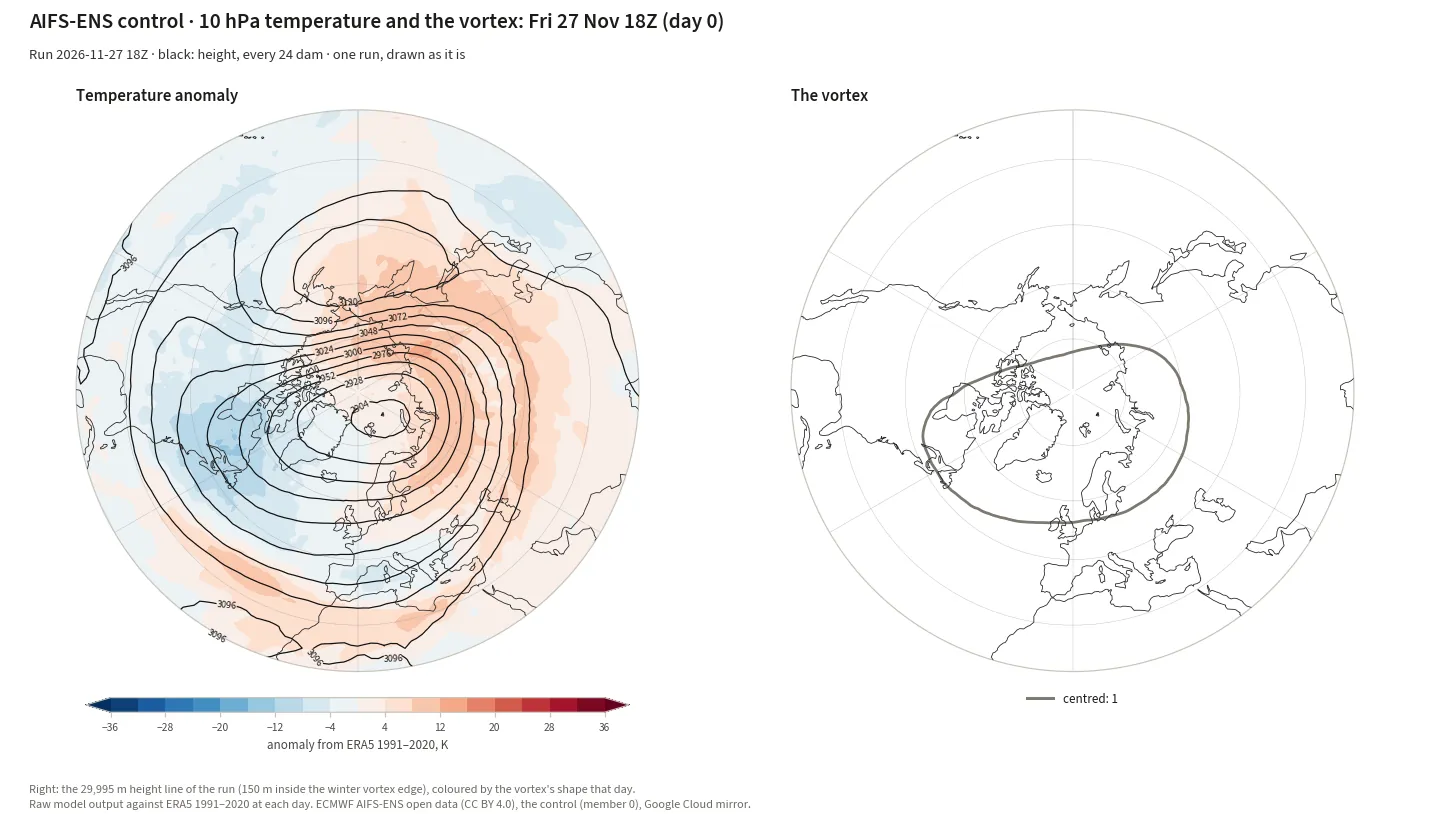 AIFS-ENS control · 10 hPa temperature and the vortex: Fri 27 Nov 18Z (day 0)
Run 2026-11-27 18Z · black: height, every 24 dam · one run, drawn as it is
Temperature anomaly
The vortex
3096
3120
3096
3072
3048
3024
3000
2976
2952
2928
2904
3096
3096
3096
3096
centred: 1
−36 −28 −20 −12 −4 4 12 20 28 36
anomaly from ERA5 1991–2020, K
Right: the 29,995 m height line of the run (150 m inside the winter vortex edge), coloured by the vortex's shape that day.
Raw model output against ERA5 1991–2020 at each day. ECMWF AIFS-ENS open data (CC BY 4.0), the control (member 0), Google Cloud mirror.